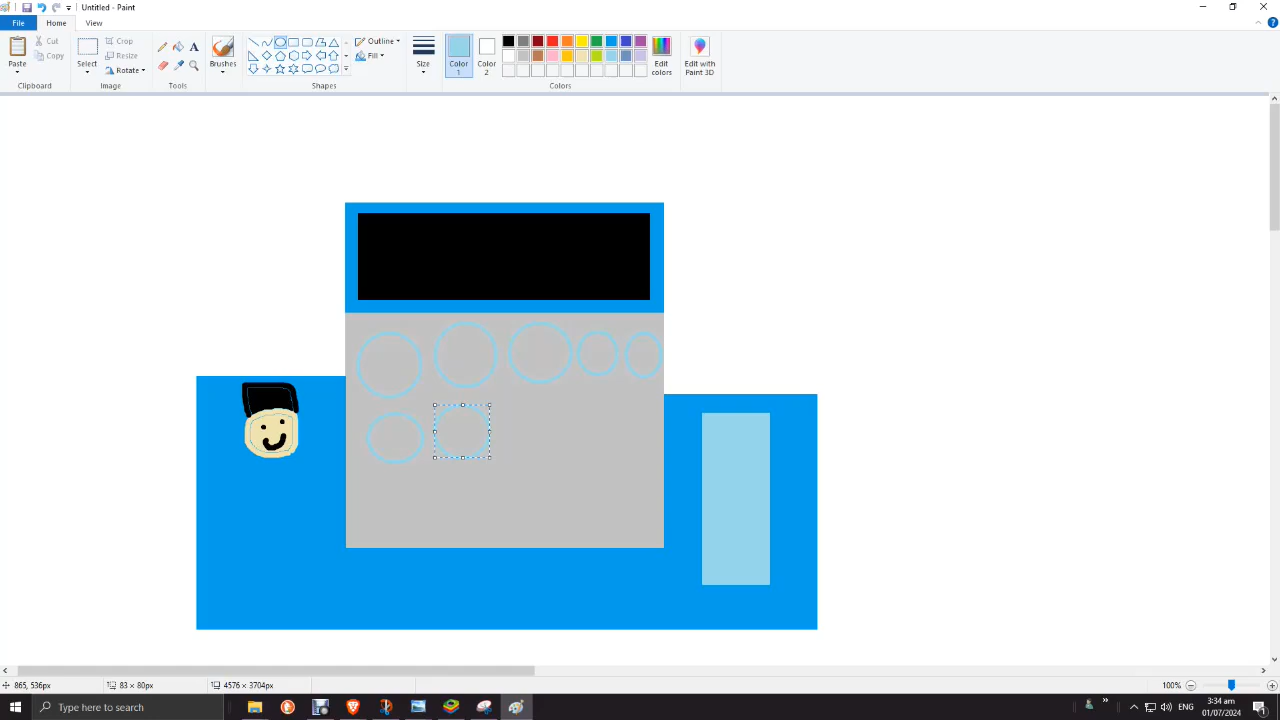 Untitled - Paint
File
Home
View
Paste
Cut
Copy
Clipboard
Select
Crop
Resize
Rotate
Image
A
Tools
Brushes
Outline
Fill
Shapes
Size
Color
1
Color
2
Edit
colors
Colors
Edit with
Paint 3D
865, 536px
83 × 80px
4576 × 3704px
100%
Type here to search
3:34 am
01/07/2024
1